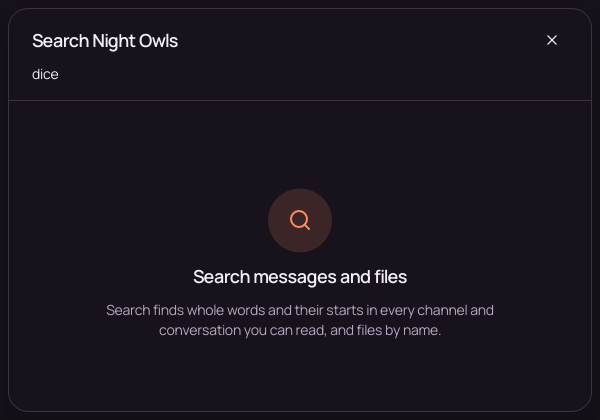 Search Night Owls
dice
Search messages and files
Search finds whole words and their starts in every channel and
conversation you can read, and files by name.